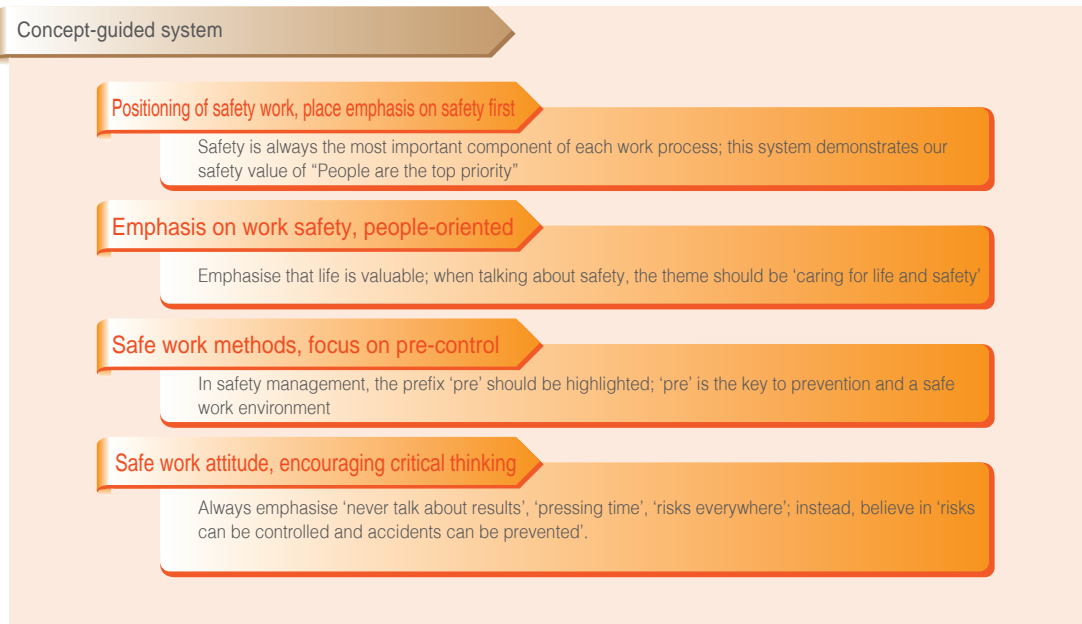 Concept-guided system
Positioning of safety work, place emphasis on safety first
Safety is always the most important component of each work process; this system demonstrates our
safety value of “People are the top priority”
Emphasis on work safety, people-oriented
Emphasise that life is valuable; when talking about safety, the theme should be ‘caring for life and safety’
Safe work methods, focus on pre-control
In safety management, the prefix ‘pre’ should be highlighted; ‘pre’ is the key to prevention and a safe
work environment
Safe work attitude, encouraging critical thinking
Always emphasise ‘never talk about results’, ‘pressing time’, ‘risks everywhere’; instead, believe in ‘risks
can be controlled and accidents can be prevented’.